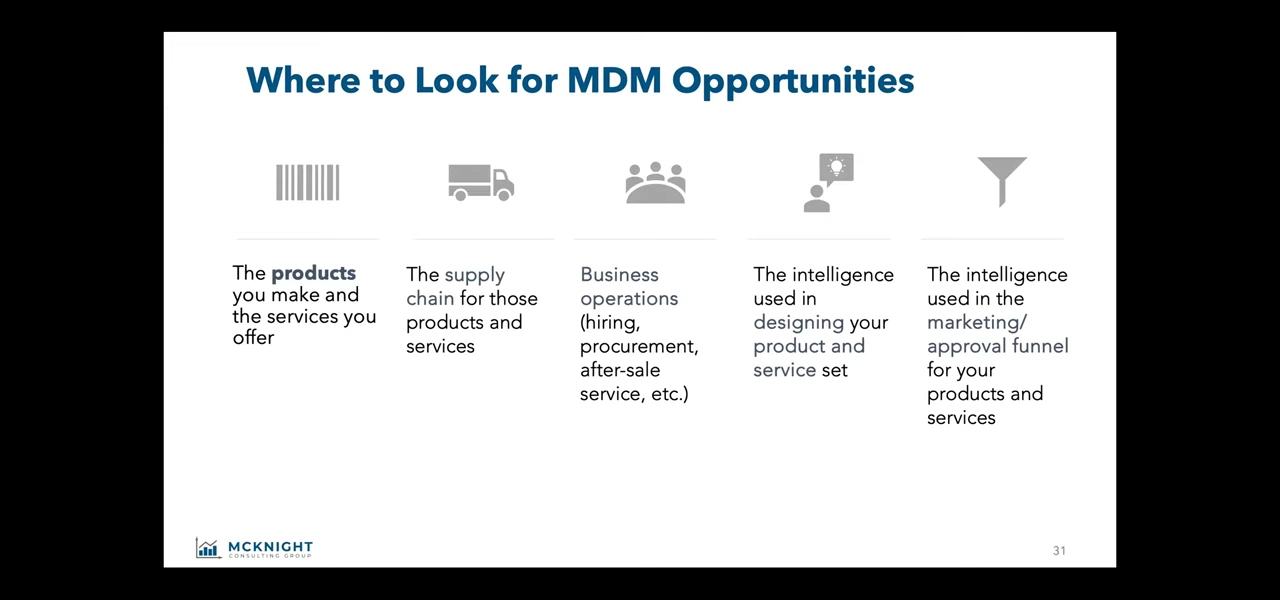 Where to Look for MDM Opportunities
The products
you make and
the services you
offer
The supply
chain for those
products and
services
Business
operations
(hiring,
procurement,
after-sale
service, etc.)
The intelligence
used in
designing your
product and
service set
The intelligence
used in the
marketing/
approval funnel
for your
products and
services
MCKNIGHT
CONSULTING GROUP
31